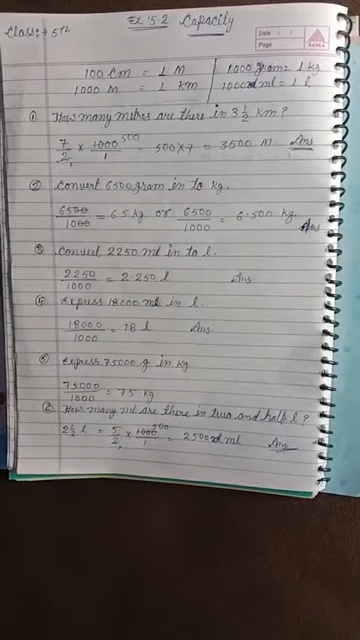 Class:→ 5th
Ex 5.2 Capacity
Date
Page
100 Cm = 1 M
1000 gram = 1 kg
1000 M = 1 km
1000 ml = 1 l
① How many metres are there in 3 1/2 km?
7/2 × 1000/1 500 = 500×7 = 3500 M Ans
② Convert 6500 gram in to kg.
6500/1000 = 6.5 kg or 6500/1000 = 6.500 kg Ans
③ Convert 2250 ml in to l.
2250/1000 = 2.250 l Ans
④ Express 18000 ml in l.
18000/1000 = 18 l Ans
⑤ Express 75000 g in kg
75000/1000 = 75 kg
⑥ How many ml are there in two and half l?
2 1/2 l = 5/2 × 1000/1 500 = 2500 ml Ans